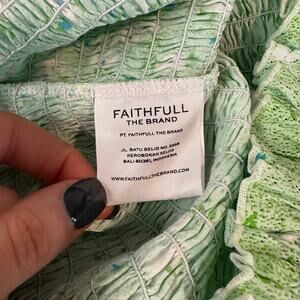 FAITHFULL
THE BRAND
PT. FAITHFULL THE BRAND
JL. BATU BELIG NO.
KEROBOKAN KELOD
BALI 80361, INDONESIA
WWW.FAITHFULLTHEBRAND.COM